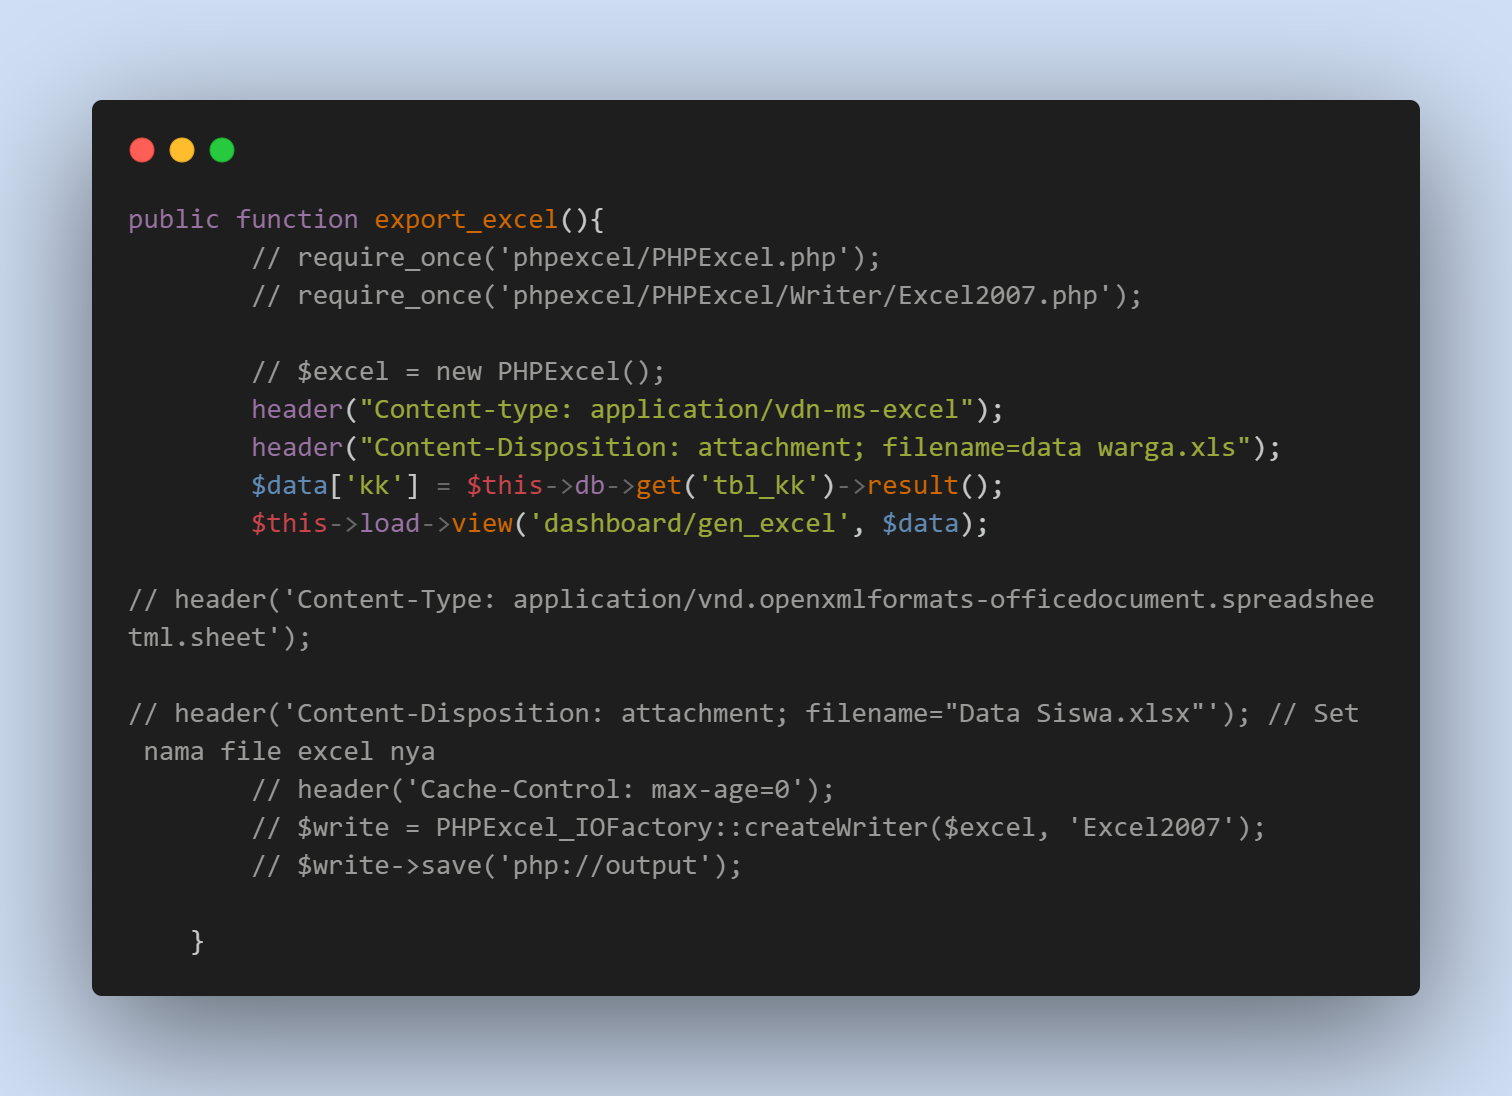 public function export_excel(){
        // require_once('phpexcel/PHPExcel.php');
        // require_once('phpexcel/PHPExcel/Writer/Excel2007.php');

        // $excel = new PHPExcel();
        header("Content-type: application/vdn-ms-excel");
        header("Content-Disposition: attachment; filename=data warga.xls");
        $data['kk'] = $this->db->get('tbl_kk')->result();
        $this->load->view('dashboard/gen_excel', $data);

// header('Content-Type: application/vnd.openxmlformats-officedocument.spreadshee
tml.sheet');

// header('Content-Disposition: attachment; filename="Data Siswa.xlsx"'); // Set
 nama file excel nya
        // header('Cache-Control: max-age=0');
        // $write = PHPExcel_IOFactory::createWriter($excel, 'Excel2007');
        // $write->save('php://output');

    }